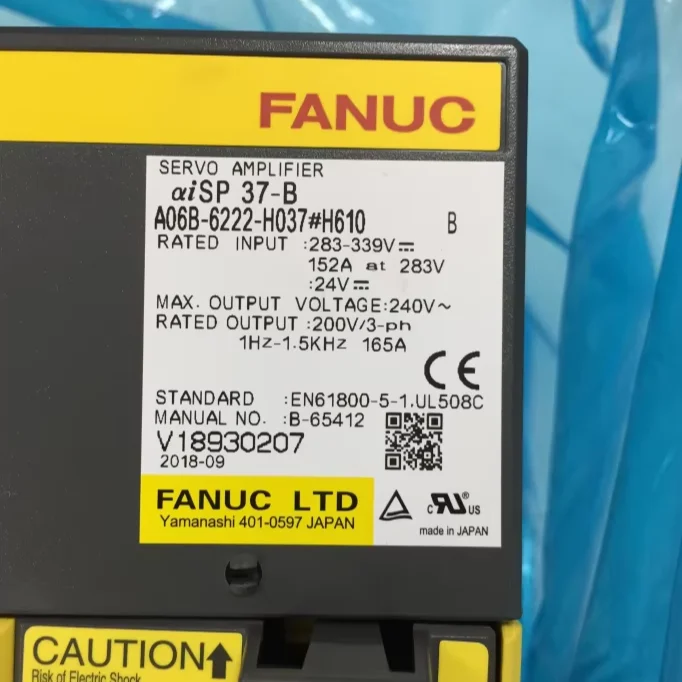 FANUC
SERVO AMPLIFIER
αiSP 37-B
A06B-6222-H037#H610 B
RATED INPUT :283-339V⎓
152A at 283V
:24V⎓
MAX. OUTPUT VOLTAGE:240V~
RATED OUTPUT :200V/3-ph
1Hz-1.5KHz 165A
CE
STANDARD :EN61800-5-1.UL508C
MANUAL NO. :B-65412
V18930207
2018-09
FANUC LTD
Yamanashi 401-0597 JAPAN
c RU US
made in JAPAN
CAUTION
Risk of Electric Shock